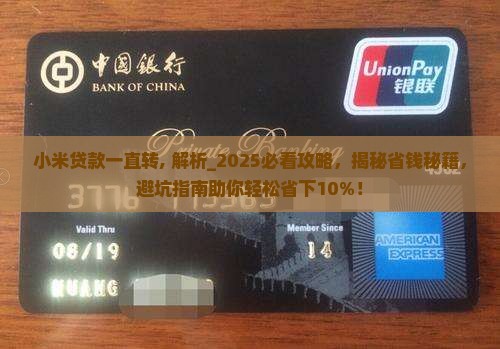 中國銀行
BANK OF CHINA
UnionPay
银联
Private Banking
小米贷款一直转, 解析_2025必看攻略，揭秘省钱秘籍，
避坑指南助你轻松省下10%！
3776
Valid Thru
Member Since
06/19
14
HUANG
AMERICAN
EXPRESS